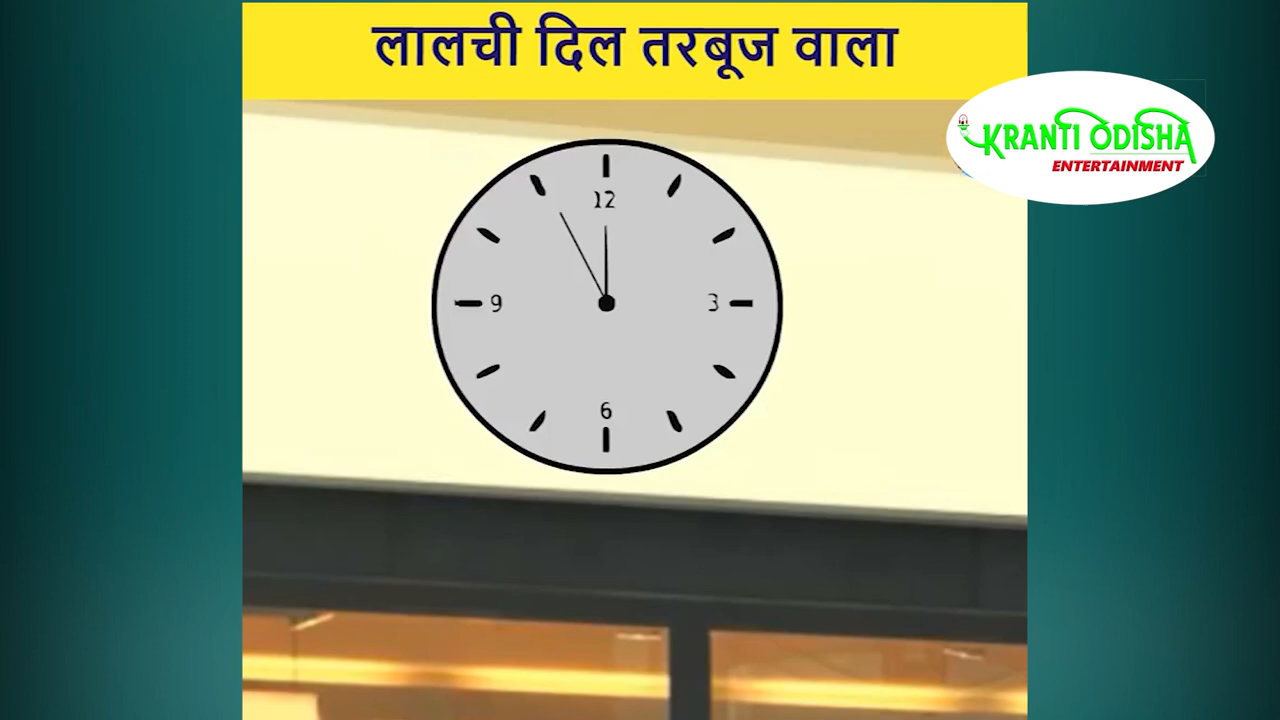 लालची दिल तरबूज वाला
KRANTI ODISHA
ENTERTAINMENT
12
9
3
6